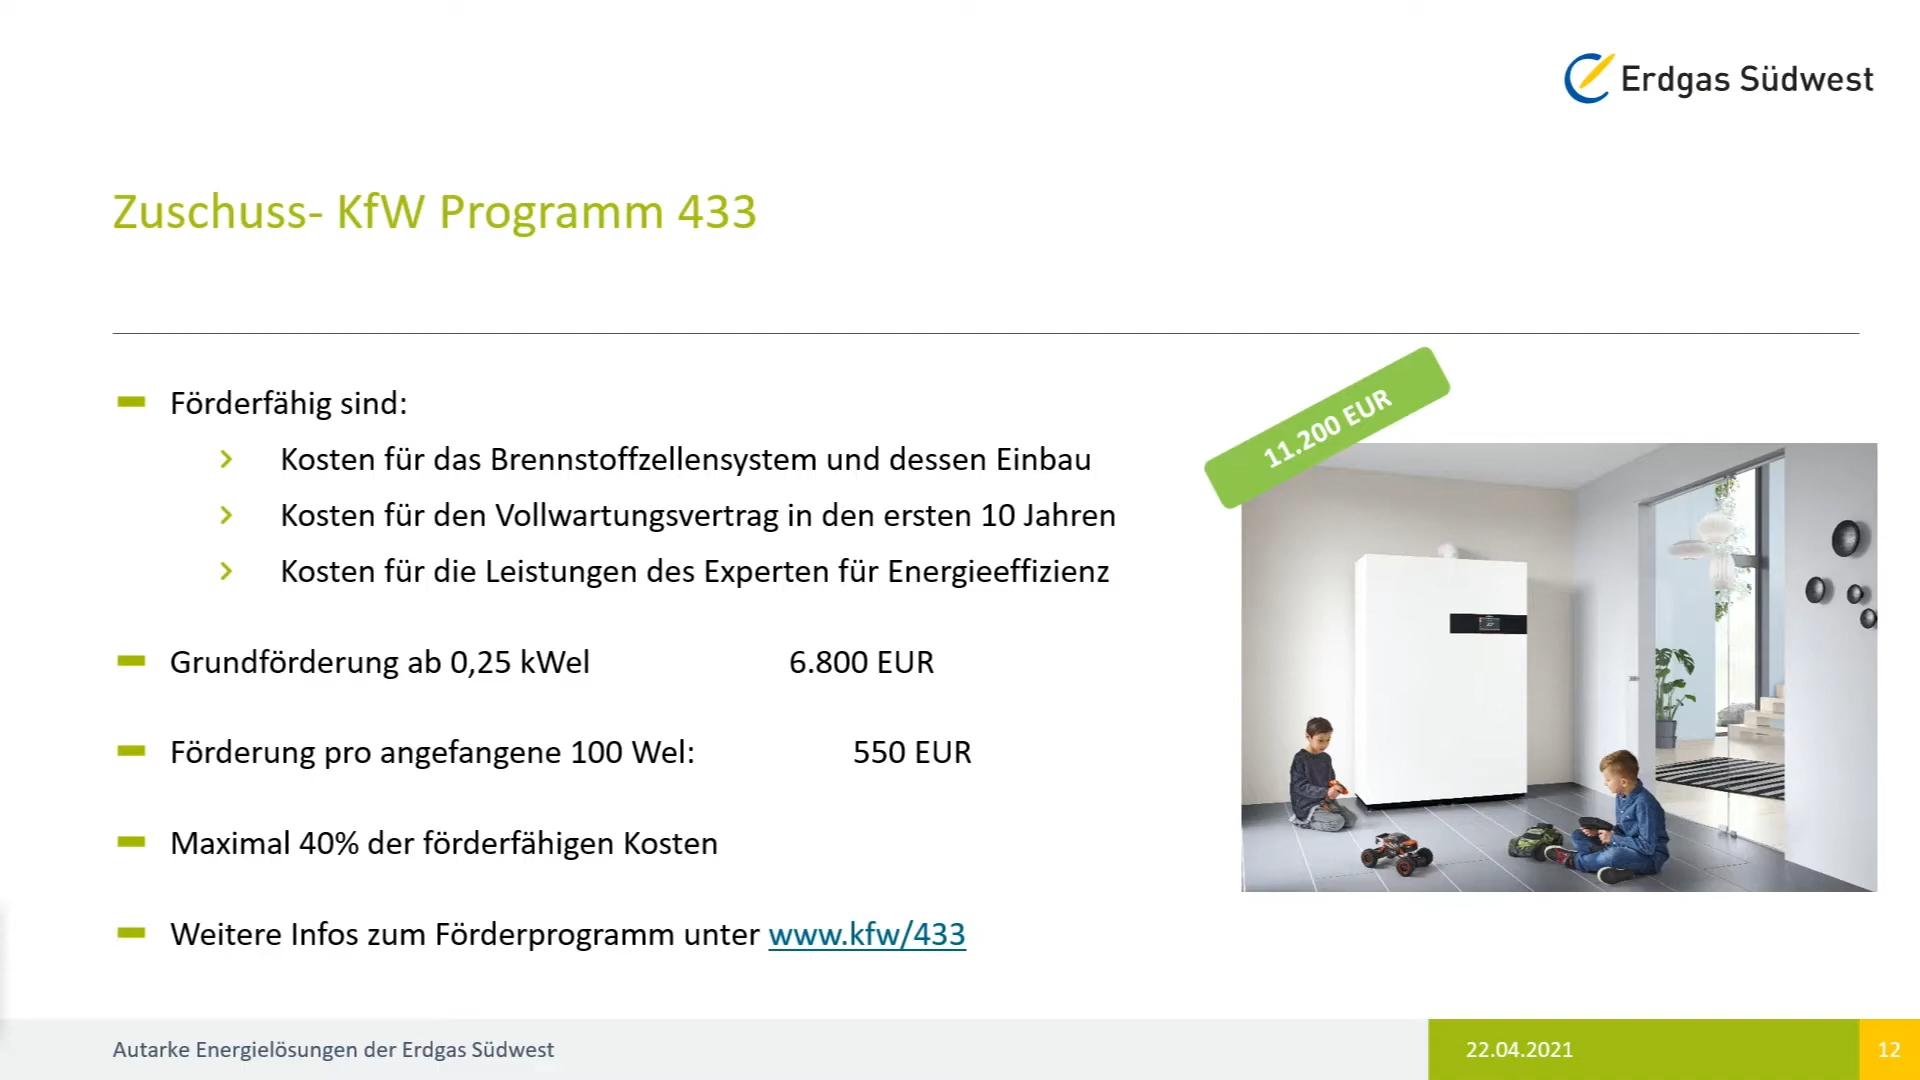 Erdgas Südwest
Zuschuss- KfW Programm 433
Förderfähig sind:
Kosten für das Brennstoffzellensystem und dessen Einbau
Kosten für den Vollwartungsvertrag in den ersten 10 Jahren
Kosten für die Leistungen des Experten für Energieeffizienz
Grundförderung ab 0,25 kWel 6.800 EUR
Förderung pro angefangene 100 Wel: 550 EUR
Maximal 40% der förderfähigen Kosten
Weitere Infos zum Förderprogramm unter www.kfw/433
11.200 EUR
Autarke Energielösungen der Erdgas Südwest
22.04.2021
12